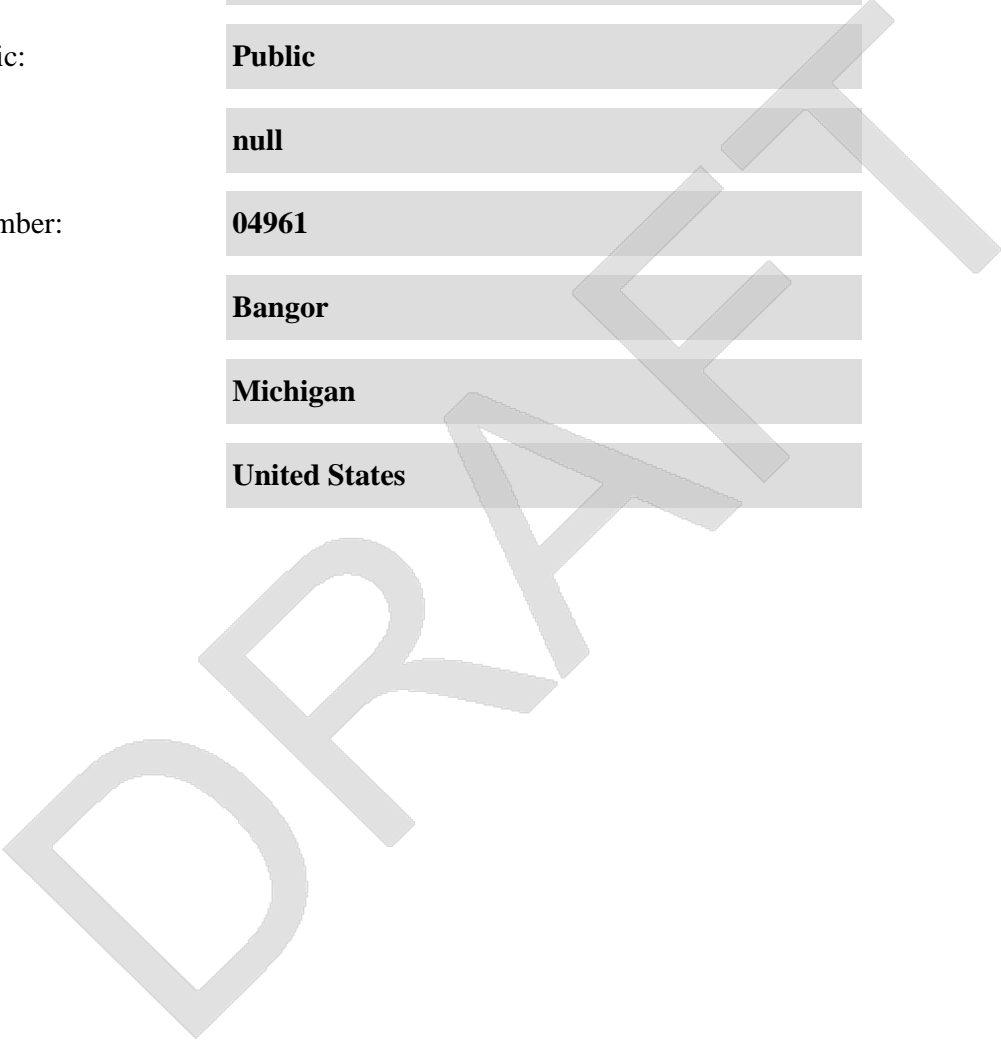 ic: Public
null
mber: 04961
Bangor
Michigan
United States
DRAFT